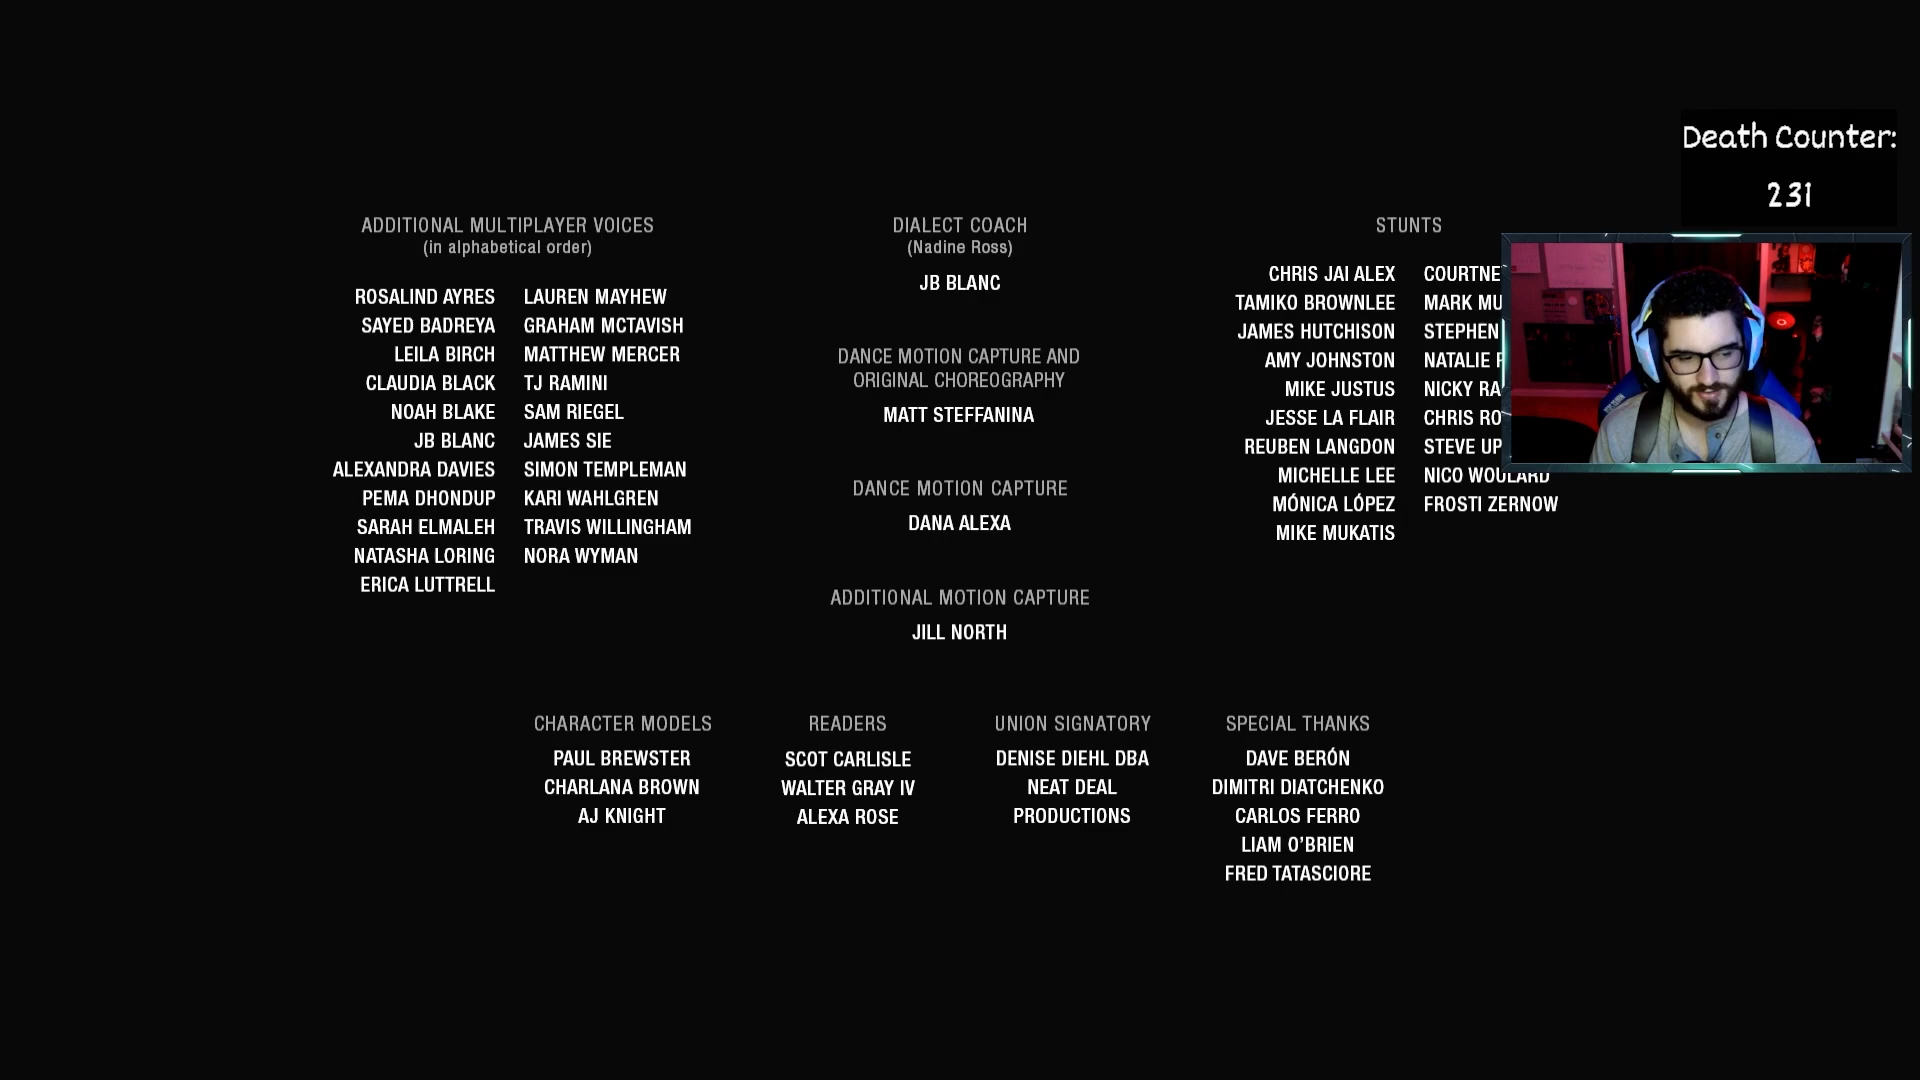 Death Counter:
231
ADDITIONAL MULTIPLAYER VOICES
(in alphabetical order)
ROSALIND AYRES LAUREN MAYHEW
SAYED BADREYA GRAHAM MCTAVISH
LEILA BIRCH MATTHEW MERCER
CLAUDIA BLACK TJ RAMINI
NOAH BLAKE SAM RIEGEL
JB BLANC JAMES SIE
ALEXANDRA DAVIES SIMON TEMPLEMAN
PEMA DHONDUP KARI WAHLGREN
SARAH ELMALEH TRAVIS WILLINGHAM
NATASHA LORING NORA WYMAN
ERICA LUTTRELL
DIALECT COACH
(Nadine Ross)
JB BLANC
DANCE MOTION CAPTURE AND
ORIGINAL CHOREOGRAPHY
MATT STEFFANINA
DANCE MOTION CAPTURE
DANA ALEXA
ADDITIONAL MOTION CAPTURE
JILL NORTH
STUNTS
CHRIS JAI ALEX
TAMIKO BROWNLEE MARK
JAMES HUTCHISON STEPHEN
AMY JOHNSTON NATALIE
MIKE JUSTUS NICKY
JESSE LA FLAIR CHRIS
REUBEN LANGDON STEVE
MICHELLE LEE NICO WOULARD
MÓNICA LÓPEZ FROSTI ZERNOW
MIKE MUKATIS
CHARACTER MODELS
PAUL BREWSTER
CHARLANA BROWN
AJ KNIGHT
READERS
SCOT CARLISLE
WALTER GRAY IV
ALEXA ROSE
UNION SIGNATORY
DENISE DIEHL DBA
NEAT DEAL
PRODUCTIONS
SPECIAL THANKS
DAVE BERÓN
DIMITRI DIATCHENKO
CARLOS FERRO
LIAM O’BRIEN
FRED TATASCIORE